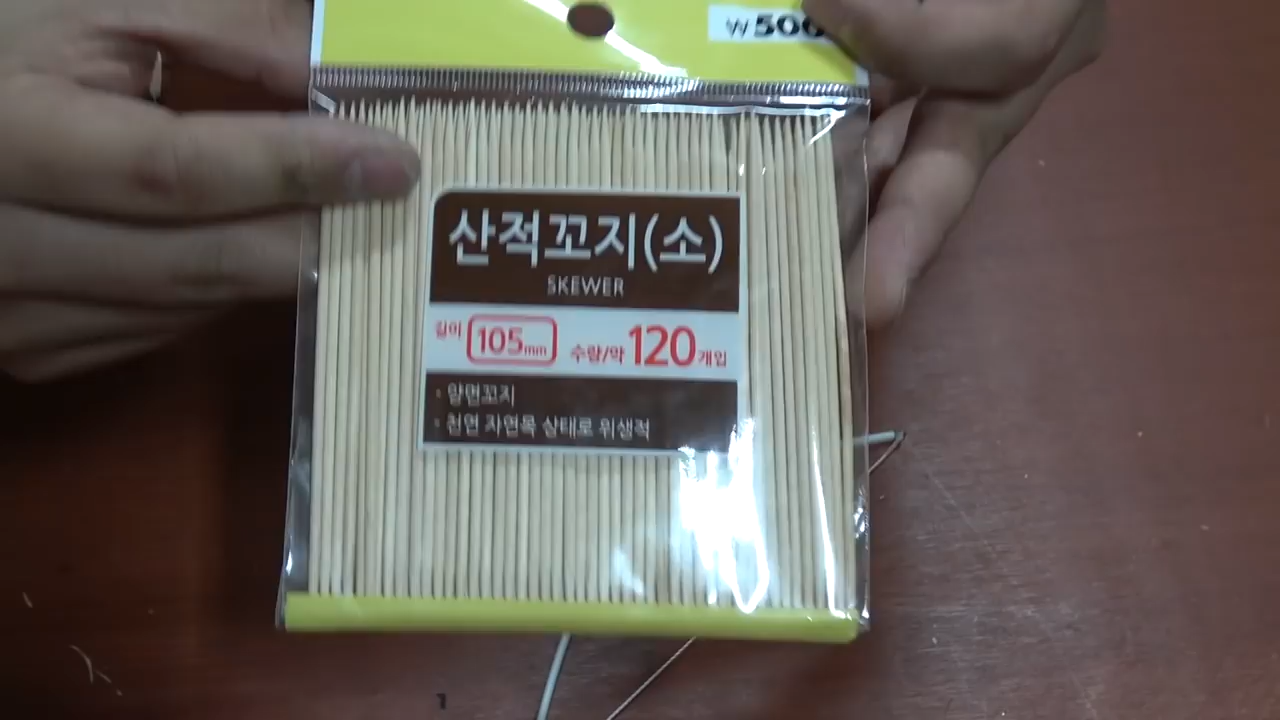 ₩500
산적꼬지(소)
SKEWER
길이 105mm 수량/약 120개입
· 양면꼬지
· 천연 자연목 상태로 위생적